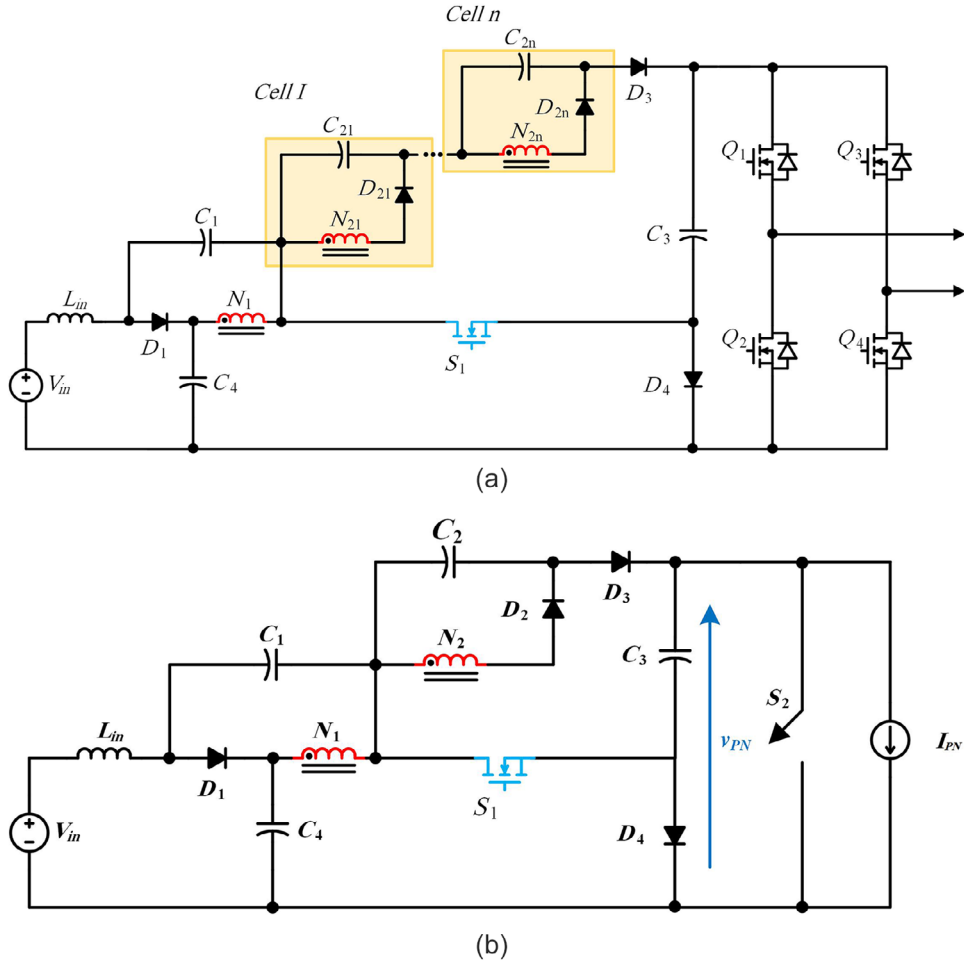 Cell n
C2n
D3
D2n
N2n
Cell I
C21
D21
N21
C1
Q1
Q3
C3
Lin
N1
D1
S1
Q2
Q4
Vin
C4
D4
(a)
C2
D3
D2
C1
N2
C3
S2
Lin
N1
vPN
IPN
D1
S1
Vin
C4
D4
(b)